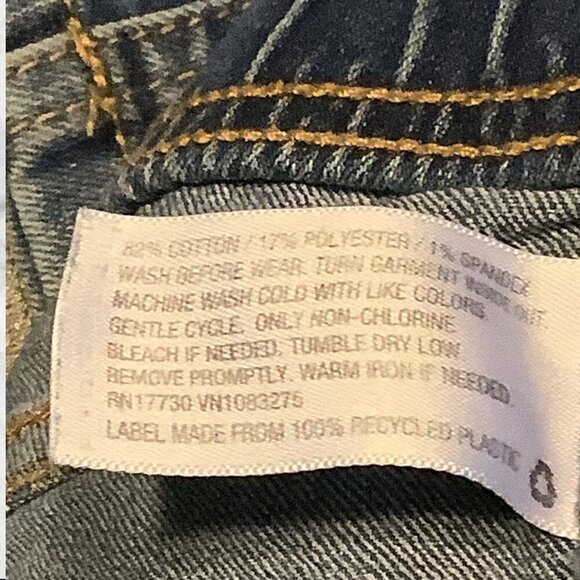 82% COTTON / 17% POLYESTER / 1% SPANDEX
WASH BEFORE WEAR. TURN GARMENT INSIDE OUT.
MACHINE WASH COLD WITH LIKE COLORS
GENTLE CYCLE. ONLY NON-CHLORINE
BLEACH IF NEEDED. TUMBLE DRY LOW.
REMOVE PROMPTLY. WARM IRON IF NEEDED.
RN17730 VN1083275
LABEL MADE FROM 100% RECYCLED PLASTIC